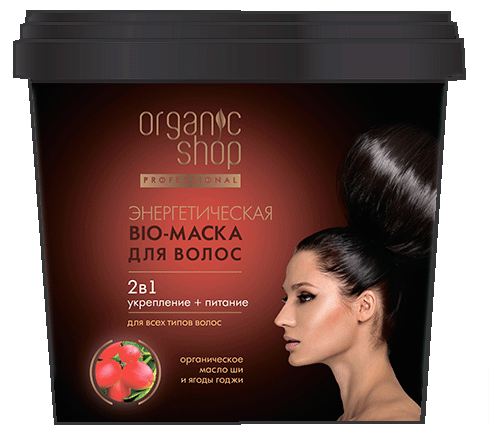 organic
shop
PROFESSIONAL
ЭНЕРГЕТИЧЕСКАЯ
BIO-МАСКА
ДЛЯ ВОЛОС
2в1
укрепление + питание
для всех типов волос
органическое
масло ши
и ягоды годжи